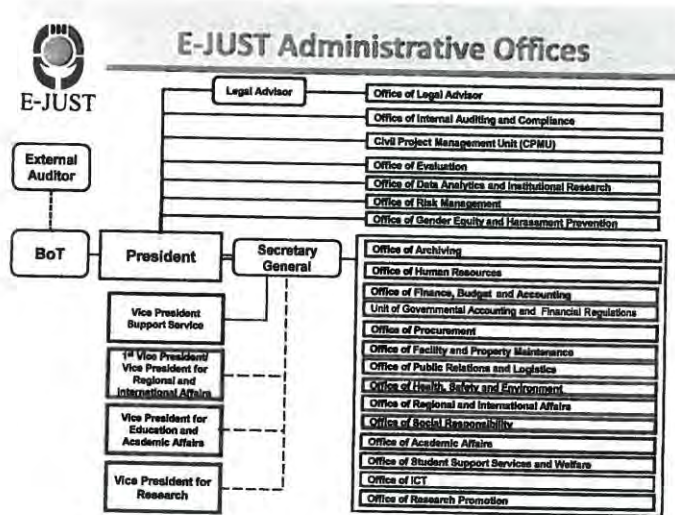 E-JUST Administrative Offices
E-JUST
Legal Advisor
Office of Legal Advisor
Office of Internal Auditing and Compliance
Civil Project Management Unit (CPMU)
External
Auditor
Office of Evaluation
Office of Data Analytics and Institutional Research
Office of Risk Management
Office of Gender Equity and Harassment Prevention
BoT
President
Secretary
General
Office of Archiving
Office of Human Resources
Office of Finance, Budget and Accounting
Unit of Governmental Accounting and Financial Regulations
Office of Procurement
Office of Facility and Property Maintenance
Office of Public Relations and Logistics
Office of Health, Safety and Environment
Office of Regional and International Affairs
Office of Social Responsibility
Office of Academic Affairs
Office of Student Support Services and Welfare
Office of ICT
Office of Research Promotion
Vice President
Support Service
1st Vice President/
Vice President for
Regional and
International Affairs
Vice President for
Education and
Academic Affairs
Vice President for
Research